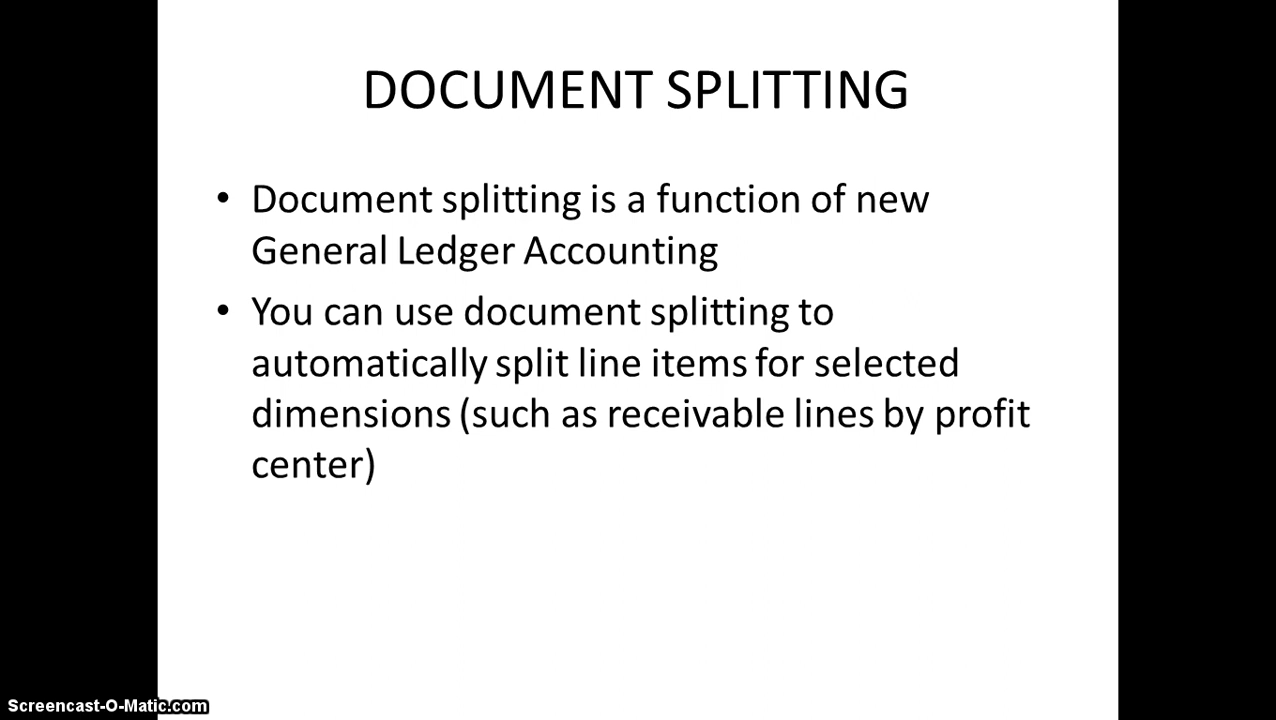 DOCUMENT SPLITTING
• Document splitting is a function of new
General Ledger Accounting
• You can use document splitting to
automatically split line items for selected
dimensions (such as receivable lines by profit
center)
Screencast-O-Matic.com